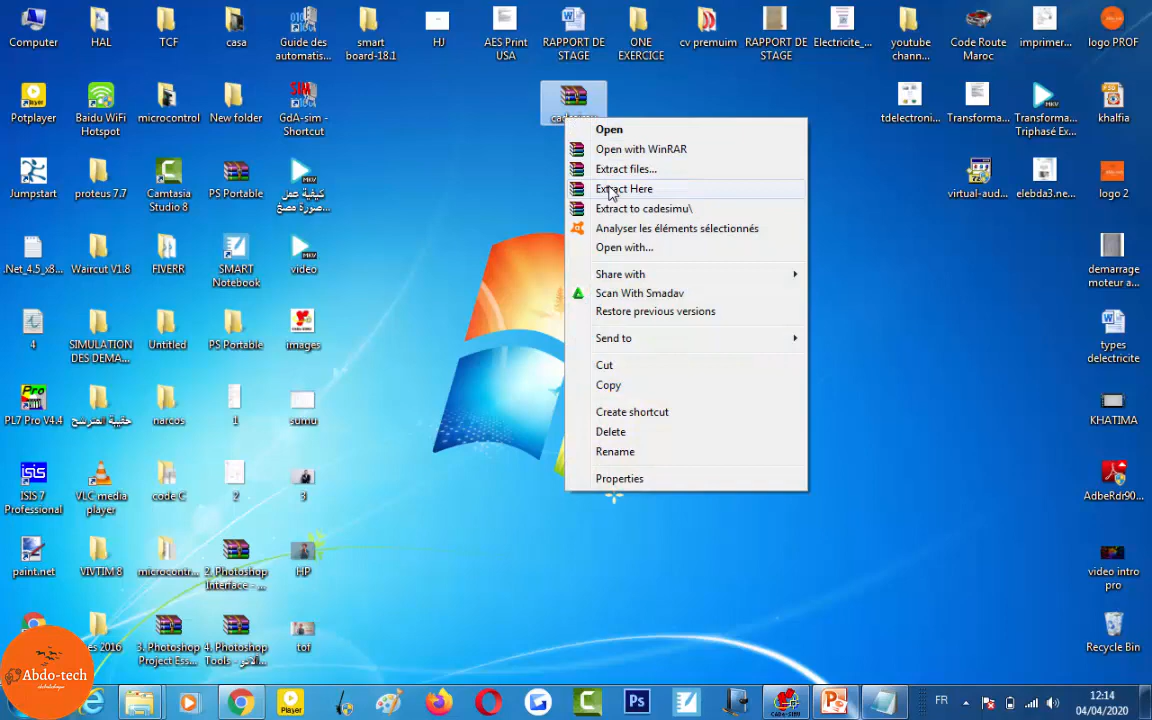 Computer
HAL
TCF
casa
Guide des
automatis...
smart
board-18.1
HJ
AES Print
USA
RAPPORT DE
STAGE
ONE
EXERCICE
cv premuim
RAPPORT DE
STAGE
Electricite_...
youtube
chann...
Code Route
Maroc
imprimer...
logo PROF
Potplayer
Baidu WiFi
Hotspot
microcontrol
New folder
GdA-sim -
Shortcut
tdelectroni...
Transforma...
Transforma...
Triphasé Ex...
khalfia
Jumpstart
proteus 7.7
Camtasia
Studio 8
PS Portable
virtual-aud...
elebda3.ne...
logo 2
.Net_4.5_x8...
Waircut V1.8
FIVERR
SMART
Notebook
video
demarrage
moteur a...
4
SIMULATION
DES DEMA...
Untitled
PS Portable
images
types
delectricite
PL7 Pro V4.4
حقيبة المترشح
narcos
1
sumu
KHATIMA
ISIS 7
Professional
VLC media
player
code C
2
3
AdbeRdr90...
paint.net
VIVTIM 8
microcontr...
2. Photoshop
Interface - ...
HP
video intro
pro
és 2016
3. Photoshop
Project Ess...
4. Photoshop
Tools - ...
tof
Recycle Bin
Open
Open with WinRAR
Extract files...
Extract Here
Extract to cadesimu\
Analyser les éléments sélectionnés
Open with...
Share with
Scan With Smadav
Restore previous versions
Send to
Cut
Copy
Create shortcut
Delete
Rename
Properties
Abdo-tech
Player
Ps
FR
12:14
04/04/2020